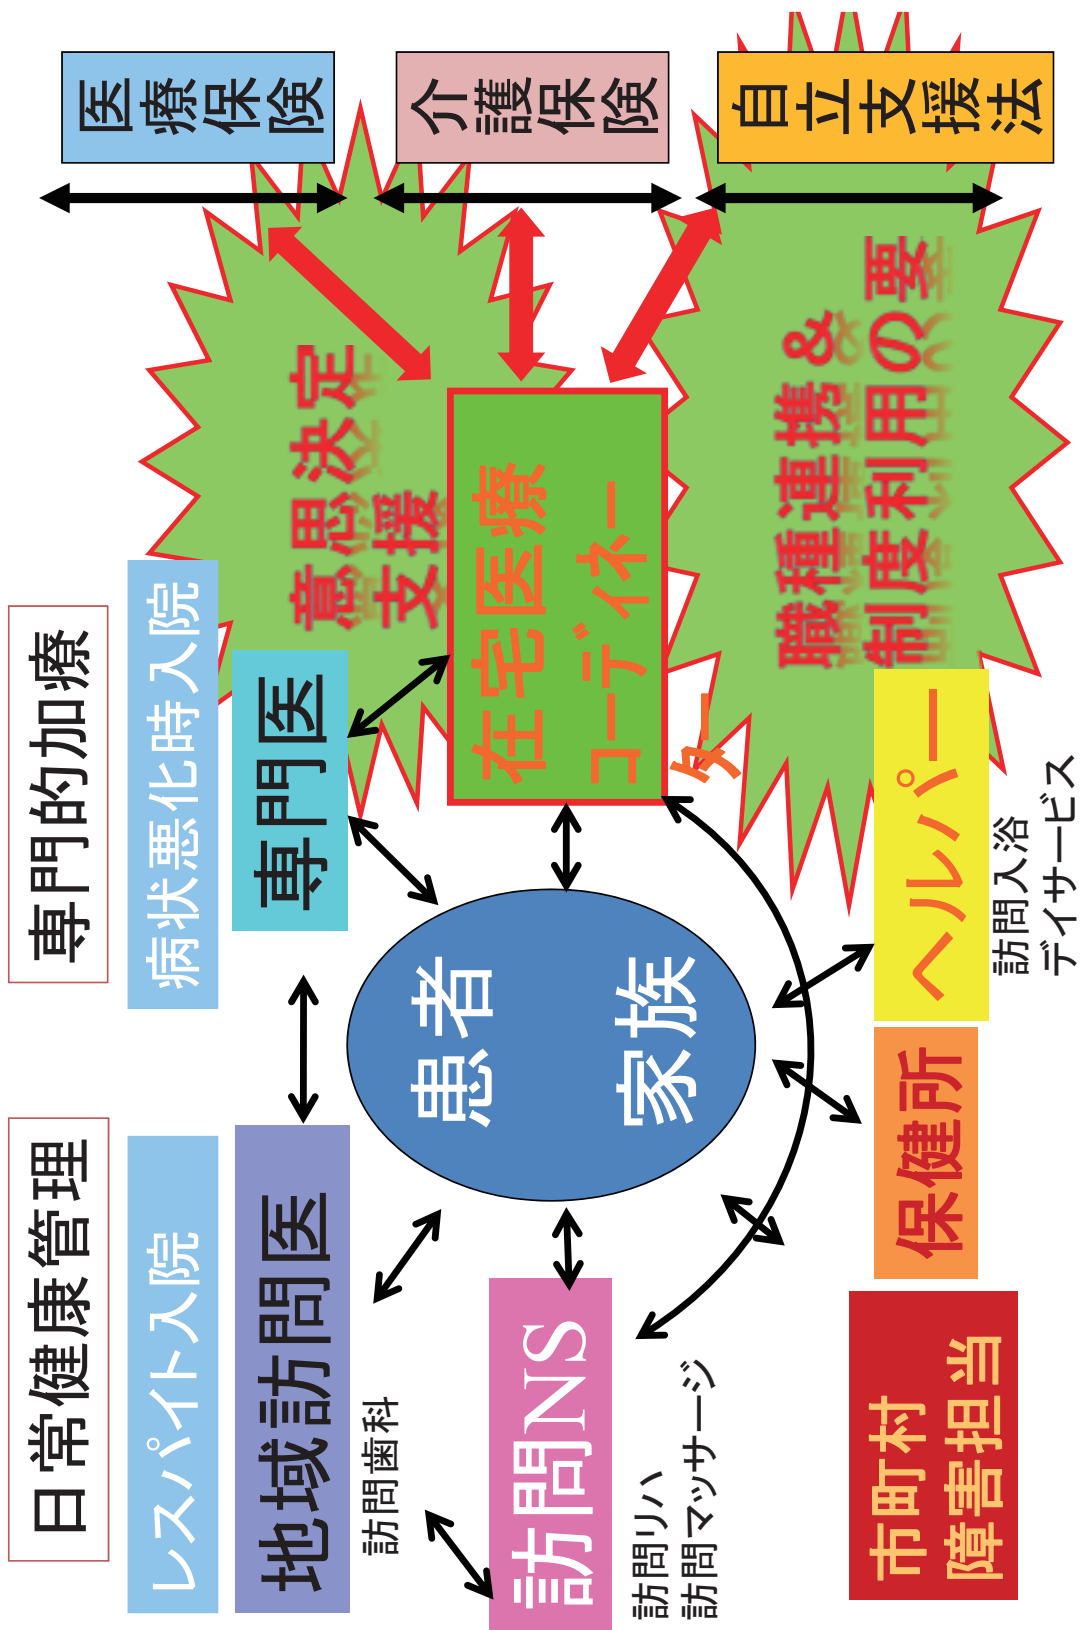 日常健康管理
専門的加療
医療保険
レスパイト入院
病状悪化時入院
地域訪問医
専門医
意思決定
支援
訪問歯科
患者
家族
在宅医療
コーディネー
ター
介護保険
訪問NS
訪問リハ
訪問マッサージ
職種連携&
制度利用の要
自立支援法
市町村
障害担当
保健所
ヘルパー
訪問入浴
デイサービス